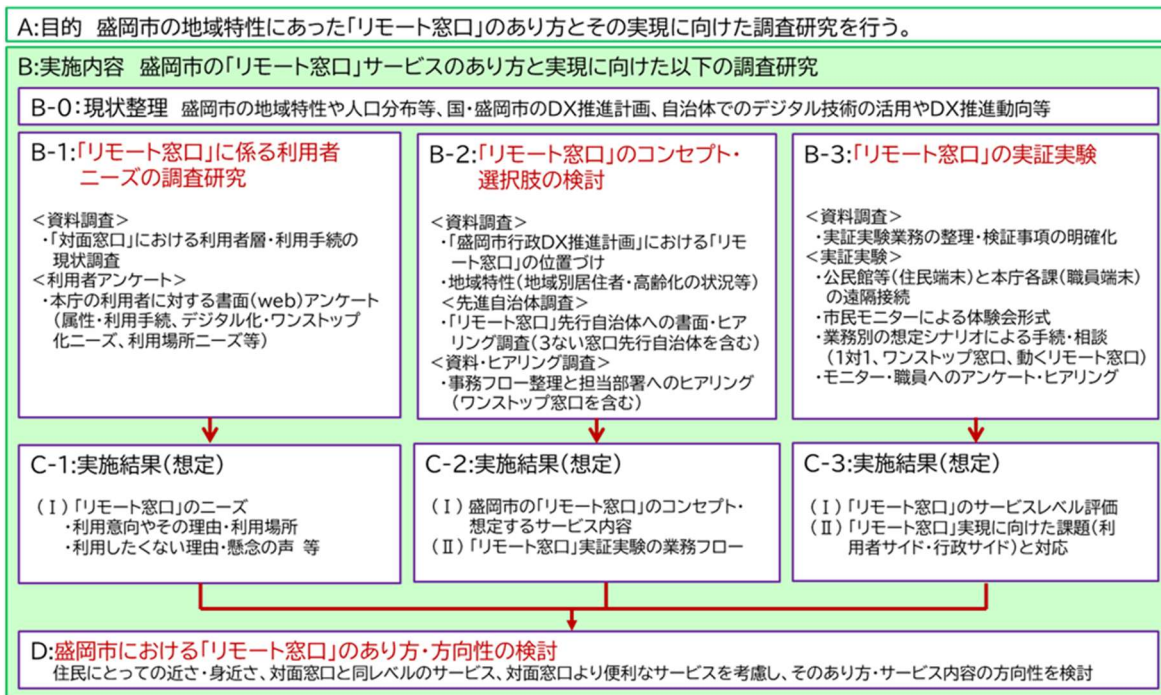 A:目的 盛岡市の地域特性にあった「リモート窓口」のあり方とその実現に向けた調査研究を行う。
B:実施内容 盛岡市の「リモート窓口」サービスのあり方と実現に向けた以下の調査研究
B-0:現状整理 盛岡市の地域特性や人口分布等、国・盛岡市のDX推進計画、自治体でのデジタル技術の活用やDX推進動向等
B-1:「リモート窓口」に係る利用者
ニーズの調査研究
<資料調査>
・「対面窓口」における利用者層・利用手続の
現状調査
<利用者アンケート>
・本庁の利用者に対する書面(web)アンケート
(属性・利用手続、デジタル化・ワンストップ
化ニーズ、利用場所ニーズ等)
B-2:「リモート窓口」のコンセプト・
選択肢の検討
<資料調査>
・「盛岡市行政DX推進計画」における「リモ
ート窓口」の位置づけ
・地域特性(地域別居住者・高齢化の状況等)
<先進自治体調査>
・「リモート窓口」先行自治体への書面・ヒア
リング調査(3ない窓口先行自治体を含む)
<資料・ヒアリング調査>
・事務フロー整理と担当部署へのヒアリング
(ワンストップ窓口を含む)
B-3:「リモート窓口」の実証実験
<資料調査>
・実証実験業務の整理・検証事項の明確化
<実証実験>
・公民館等(住民端末)と本庁各課(職員端末)
の遠隔接続
・市民モニターによる体験会形式
・業務別の想定シナリオによる手続・相談
(1対1、ワンストップ窓口、動くリモート窓口)
・モニター・職員へのアンケート・ヒアリング
C-1:実施結果(想定)
(Ⅰ)「リモート窓口」のニーズ
・利用意向やその理由・利用場所
・利用したくない理由・懸念の声 等
C-2:実施結果(想定)
(Ⅰ)盛岡市の「リモート窓口」のコンセプト・
想定するサービス内容
(Ⅱ)「リモート窓口」実証実験の業務フロー
C-3:実施結果(想定)
(Ⅰ)「リモート窓口」のサービスレベル評価
(Ⅱ)「リモート窓口」実現に向けた課題(利
用者サイド・行政サイド)と対応
D:盛岡市における「リモート窓口」のあり方・方向性の検討
住民にとっての近さ・身近さ、対面窓口と同レベルのサービス、対面窓口より便利なサービスを考慮し、そのあり方・サービス内容の方向性を検討